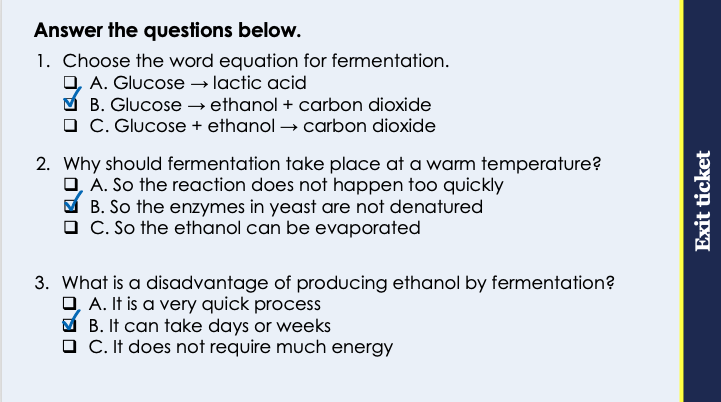 Answer the questions below.
1. Choose the word equation for fermentation.
A. Glucose → lactic acid
B. Glucose → ethanol + carbon dioxide
C. Glucose + ethanol → carbon dioxide
2. Why should fermentation take place at a warm temperature?
A. So the reaction does not happen too quickly
B. So the enzymes in yeast are not denatured
C. So the ethanol can be evaporated
3. What is a disadvantage of producing ethanol by fermentation?
A. It is a very quick process
B. It can take days or weeks
C. It does not require much energy
Exit ticket